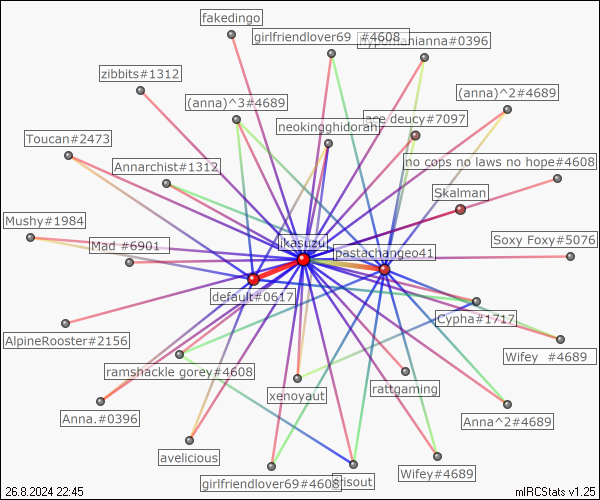 fakedingo
girlfriendlover69 #4608
hypomanianna#0396
zibbits#1312
(anna)^3#4689
(anna)^2#4689
ace deucy#7097
neokingghidorah
Toucan#2473
Annarchist#1312
no cops no laws no hope#4608
Skalman
Mushy#1984
Mad #6901
ikasuzu
pastachangeo41
Soxy Foxy#5076
default#0617
Cypha#1717
AlpineRooster#2156
Wifey #4689
ramshackle gorey#4608
xenoyaut
rattgaming
Anna.#0396
Anna^2#4689
avelicious
girlfriendlover69#4608
Wifey#4689
26.8.2024 22:45
mIRCStats v1.25